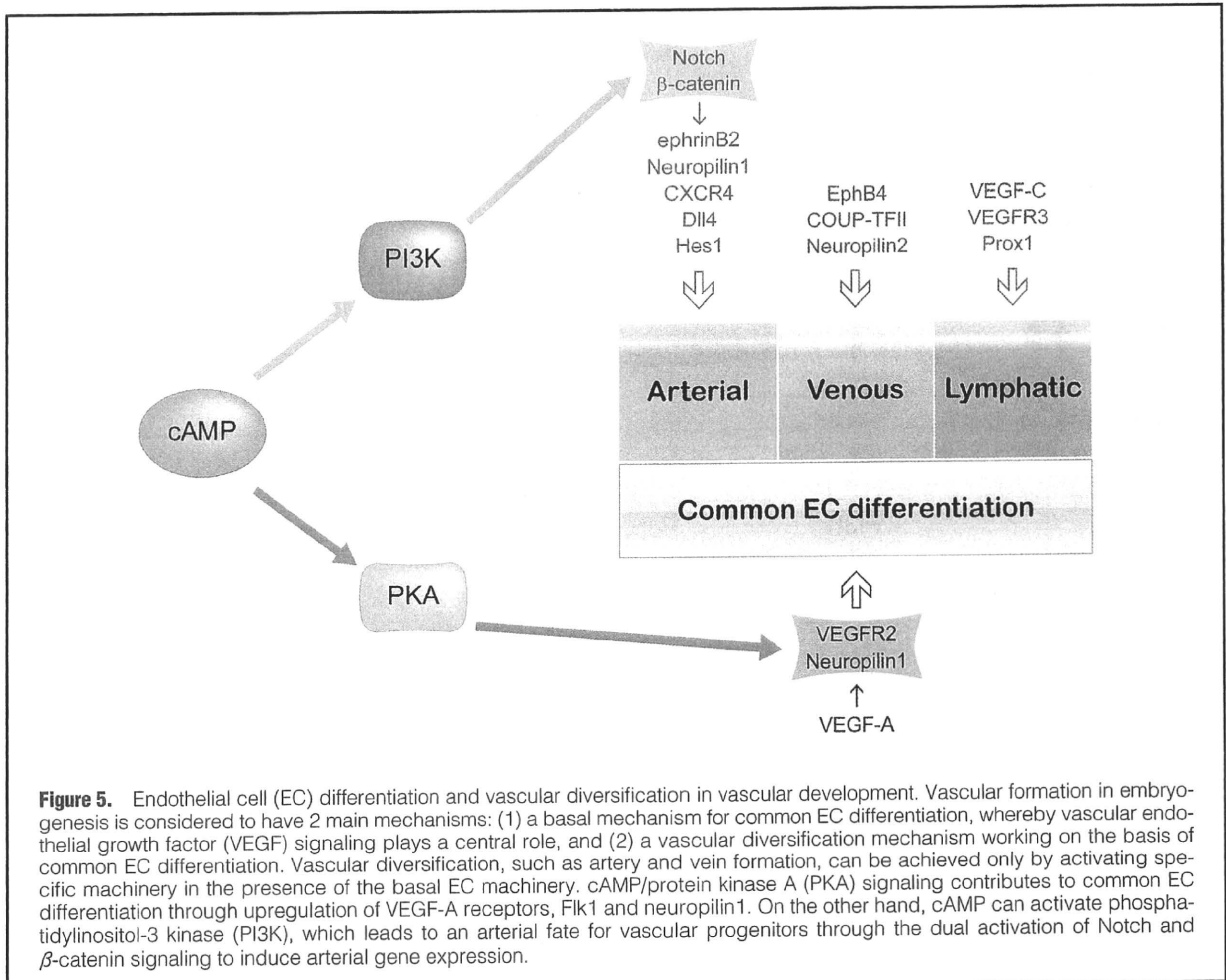 Notch
β-catenin
ephrinB2
Neuropilin1
CXCR4
Dll4
Hes1
EphB4
COUP-TFII
Neuropilin2
VEGF-C
VEGFR3
Prox1
PI3K
cAMP
PKA
Arterial
Venous
Lymphatic
Common EC differentiation
VEGFR2
Neuropilin1
VEGF-A
Figure 5. Endothelial cell (EC) differentiation and vascular diversification in vascular development. Vascular formation in embryo-
genesis is considered to have 2 main mechanisms: (1) a basal mechanism for common EC differentiation, whereby vascular endo-
thelial growth factor (VEGF) signaling plays a central role, and (2) a vascular diversification mechanism working on the basis of
common EC differentiation. Vascular diversification, such as artery and vein formation, can be achieved only by activating spe-
cific machinery in the presence of the basal EC machinery. cAMP/protein kinase A (PKA) signaling contributes to common EC
differentiation through upregulation of VEGF-A receptors, Flk1 and neuropilin1. On the other hand, cAMP can activate phospha-
tidylinositol-3 kinase (PI3K), which leads to an arterial fate for vascular progenitors through the dual activation of Notch and
β-catenin signaling to induce arterial gene expression.